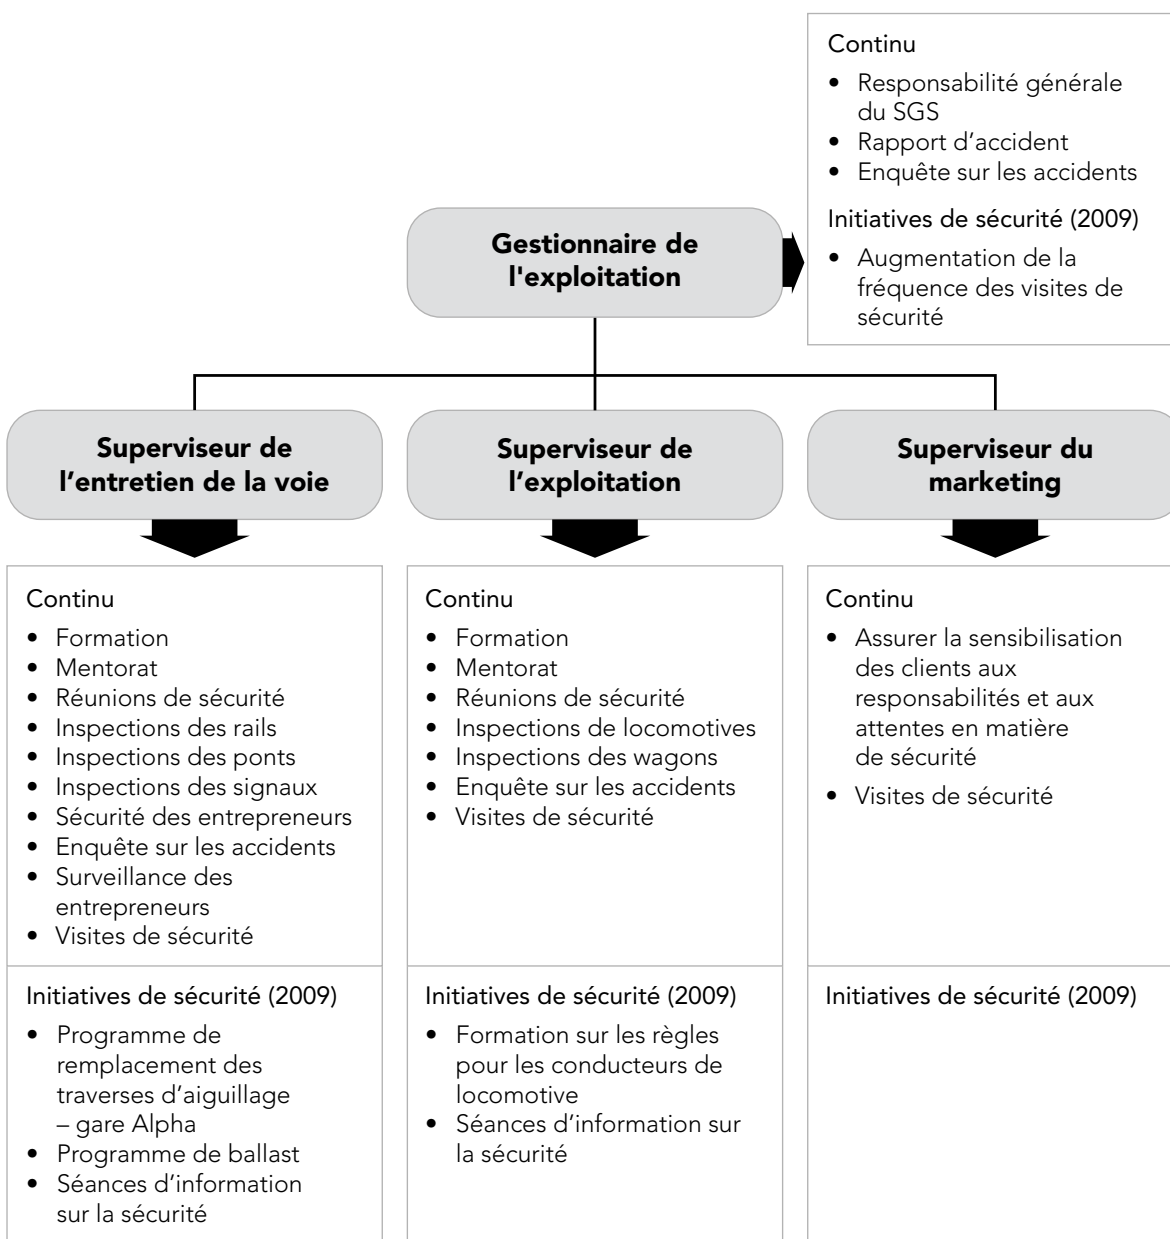 Continu
• Responsabilité générale
du SGS
• Rapport d'accident
• Enquête sur les accidents
Initiatives de sécurité (2009)
• Augmentation de la
fréquence des visites de
sécurité
Gestionnaire de
l'exploitation
Superviseur de
l'entretien de la voie
Continu
• Formation
• Mentorat
• Réunions de sécurité
• Inspections des rails
• Inspections des ponts
• Inspections des signaux
• Sécurité des entrepreneurs
• Enquête sur les accidents
• Surveillance des
entrepreneurs
• Visites de sécurité
Initiatives de sécurité (2009)
• Programme de
remplacement des
traverses d'aiguillage
– gare Alpha
• Programme de ballast
• Séances d'information
sur la sécurité
Superviseur de
l'exploitation
Continu
• Formation
• Mentorat
• Réunions de sécurité
• Inspections de locomotives
• Inspections des wagons
• Enquête sur les accidents
• Visites de sécurité
Initiatives de sécurité (2009)
• Formation sur les règles
pour les conducteurs de
locomotive
• Séances d'information sur
la sécurité
Superviseur du
marketing
Continu
• Assurer la sensibilisation
des clients aux
responsabilités et aux
attentes en matière
de sécurité
• Visites de sécurité
Initiatives de sécurité (2009)